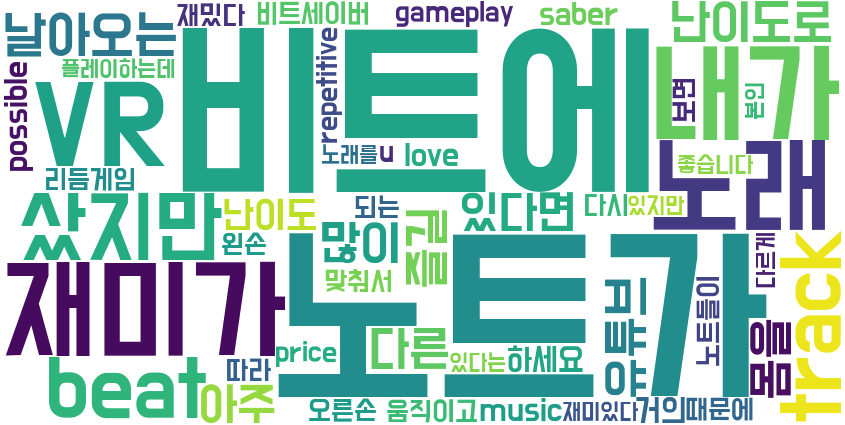 재밌다 비트세이버 gameplay saber
날아오는 난이도로
플레이하는데
possible VR 비트에 내가
repetitive 보면 본인
노래를 u love 노래 좋습니다
리듬게임
쌌지만 난이도 되는 있다면 다시 있지만
왼손 많이 즐길
재미가 맞춰서 노트가 다르게 track
유튜브 노트들이 몸을
price 다른 있다는 하세요
beat 따라
아주
오른손 움직이고 music 재미있다 거의 때문에